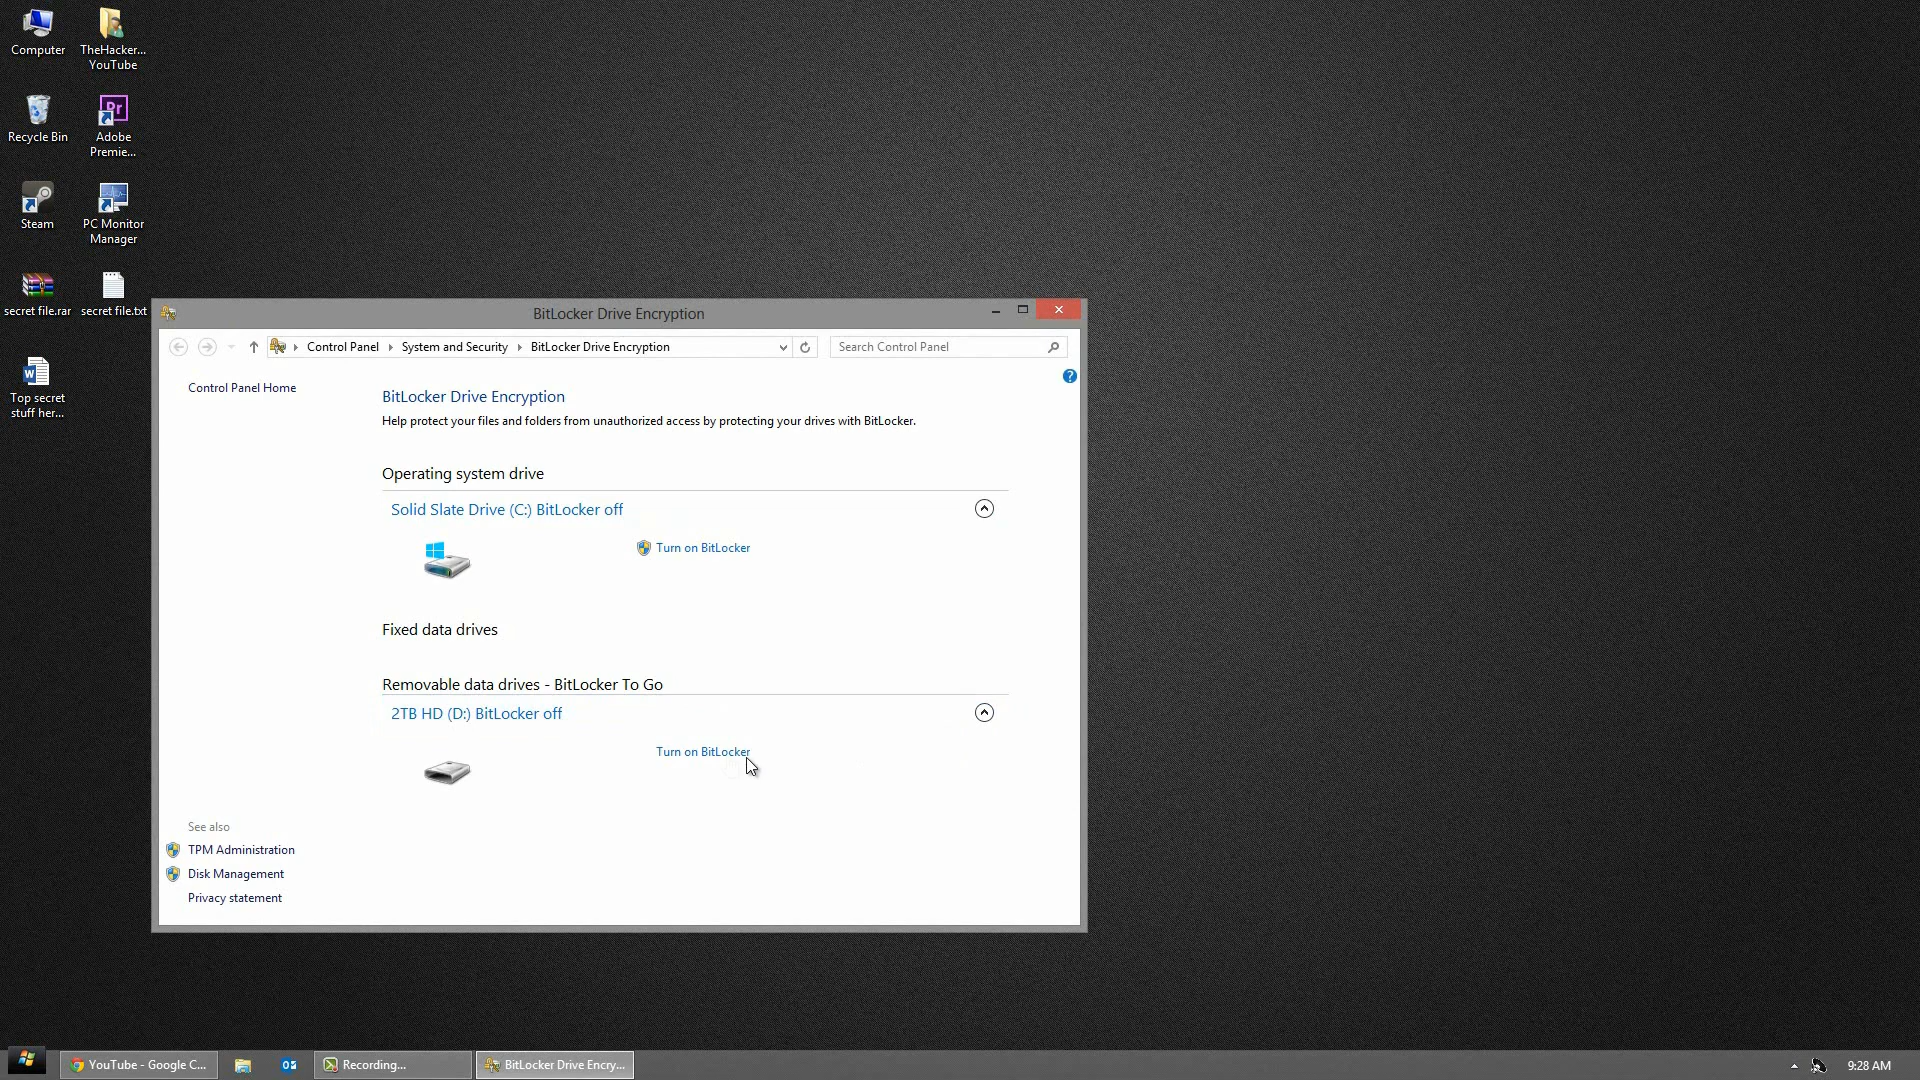 Computer
TheHacker...
YouTube
Recycle Bin
Adobe
Premie...
Steam
PC Monitor
Manager
secret file.rar
secret file.txt
Top secret
stuff her...
BitLocker Drive Encryption
Control Panel
System and Security
BitLocker Drive Encryption
Search Control Panel
Control Panel Home
BitLocker Drive Encryption
Help protect your files and folders from unauthorized access by protecting your drives with BitLocker.
Operating system drive
Solid Slate Drive (C:) BitLocker off
Turn on BitLocker
Fixed data drives
Removable data drives - BitLocker To Go
2TB HD (D:) BitLocker off
Turn on BitLocker
See also
TPM Administration
Disk Management
Privacy statement
YouTube - Google C...
Recording...
BitLocker Drive Encry...
9:28 AM